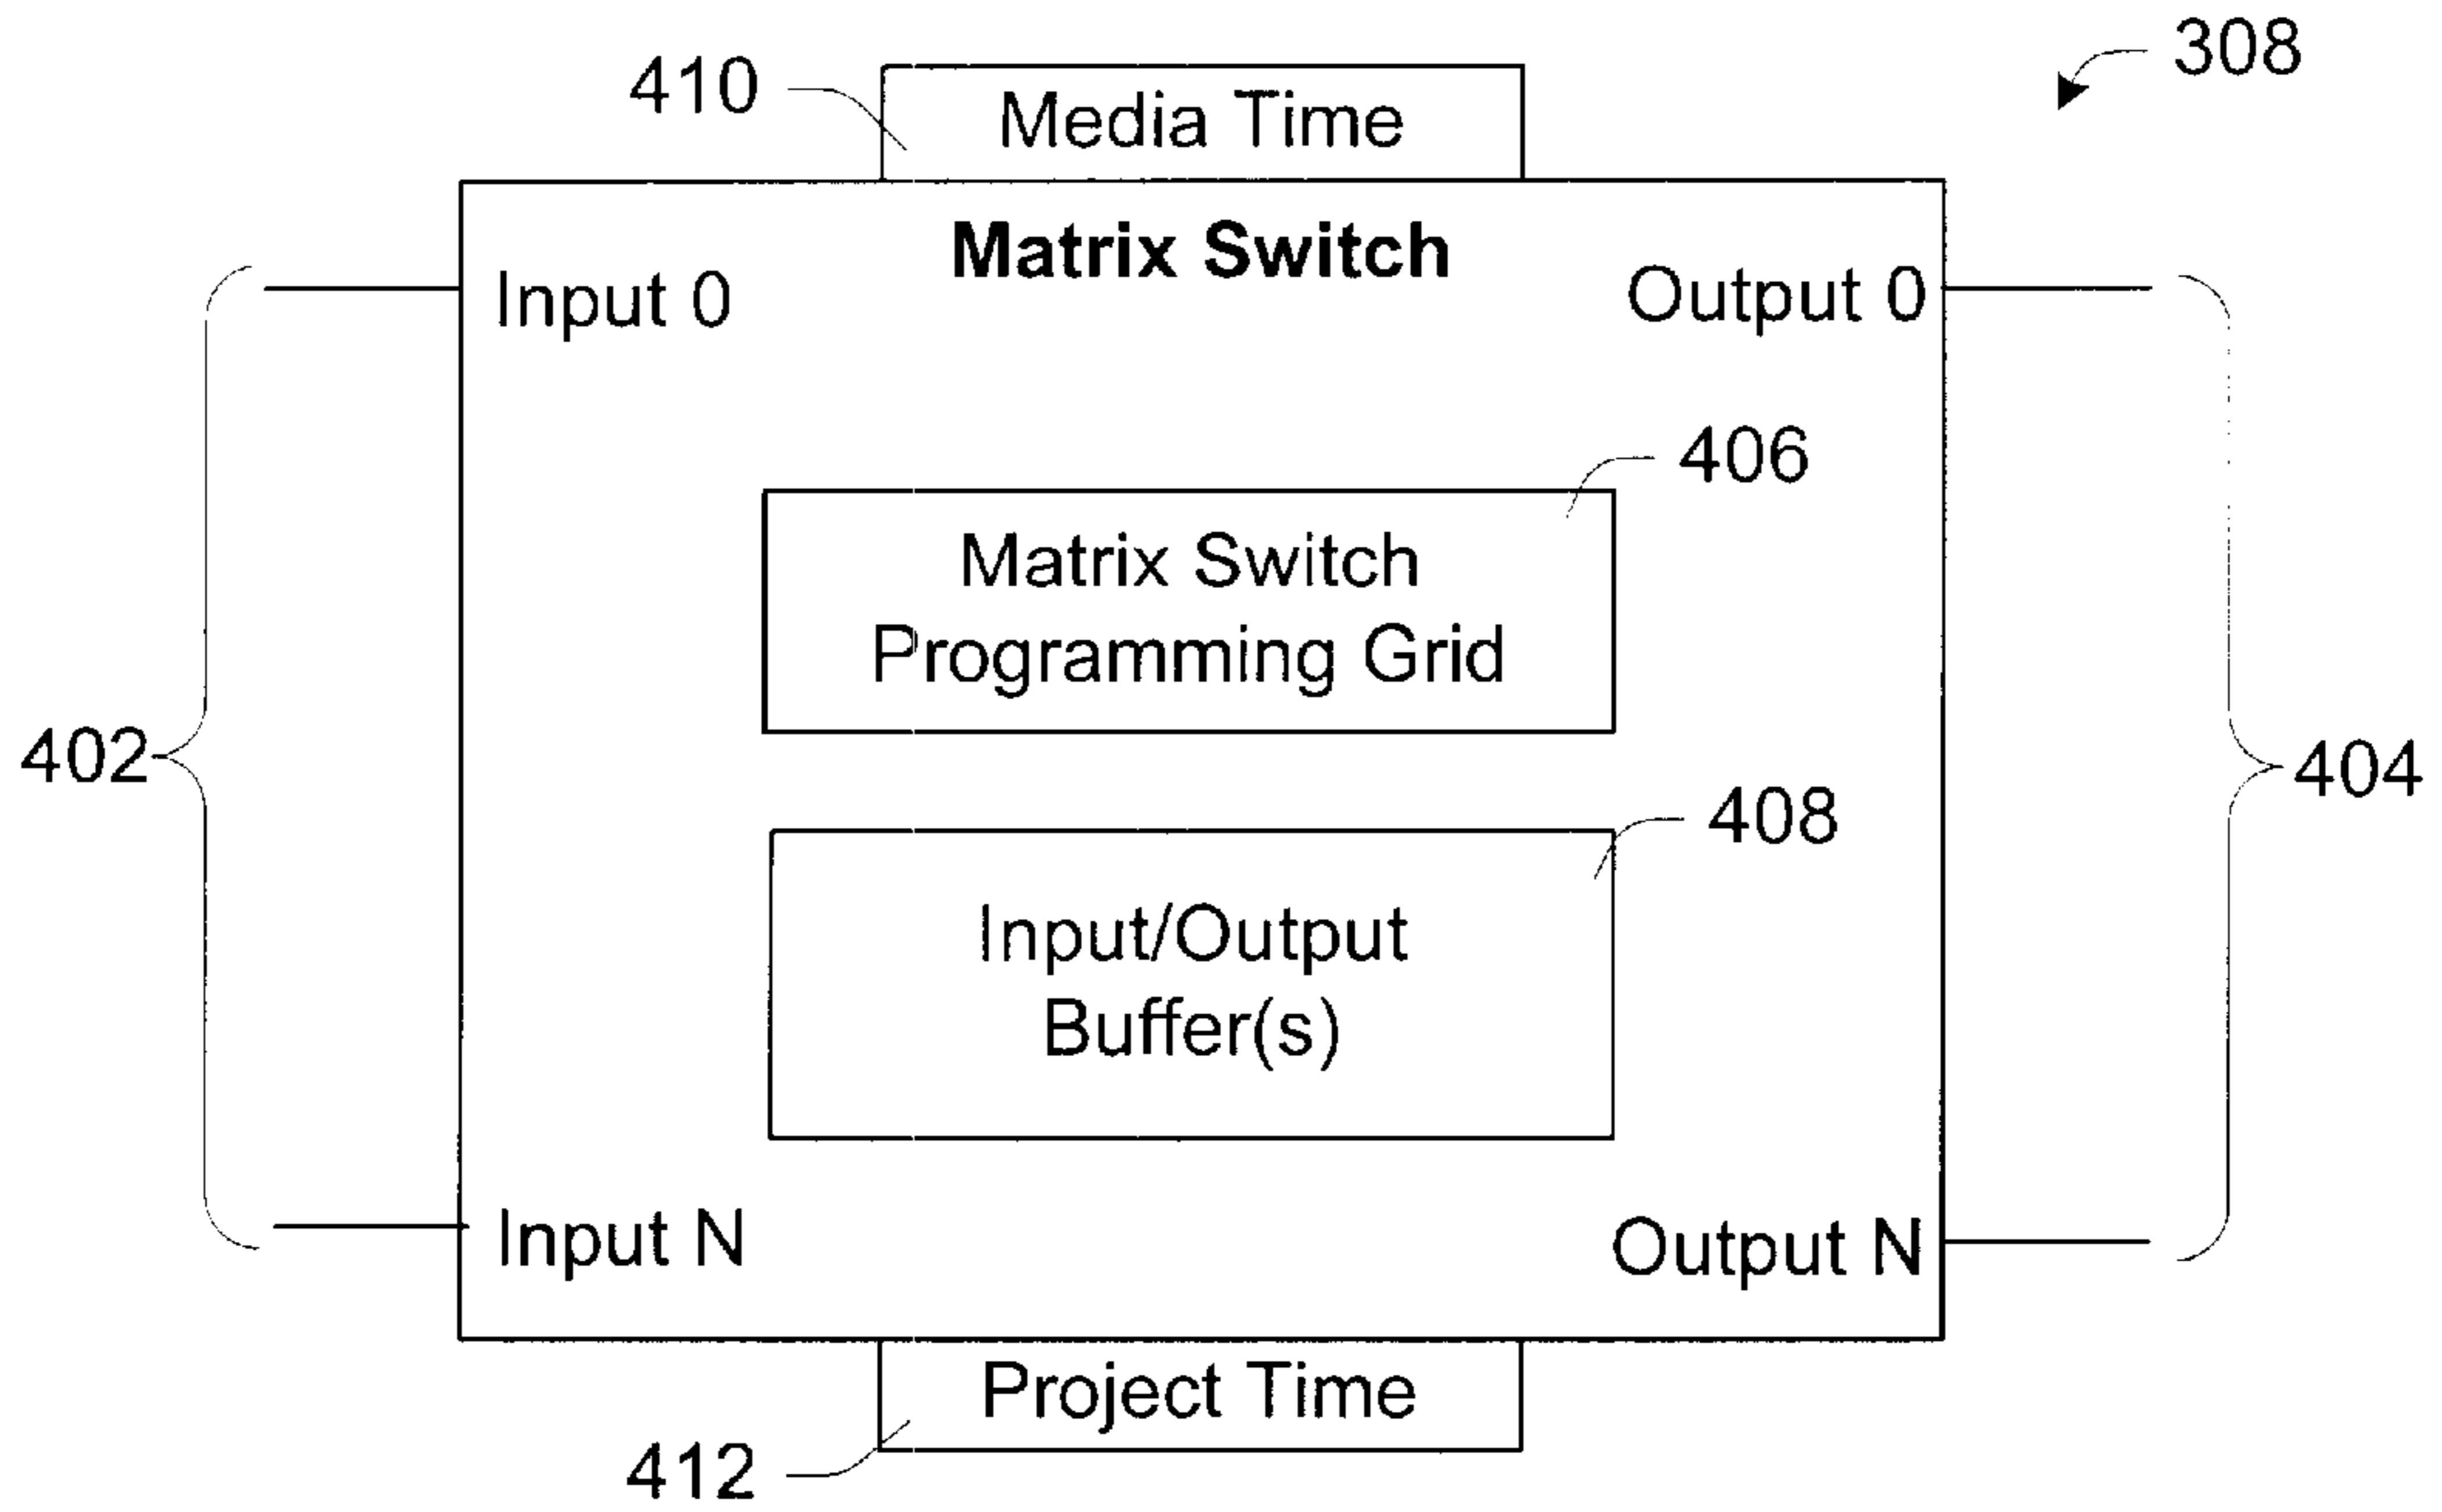 308
410
Media Time
Matrix Switch
Input 0
Output 0
406
Matrix Switch
Programming Grid
402
404
408
Input/Output
Buffer(s)
Input N
Output N
Project Time
412